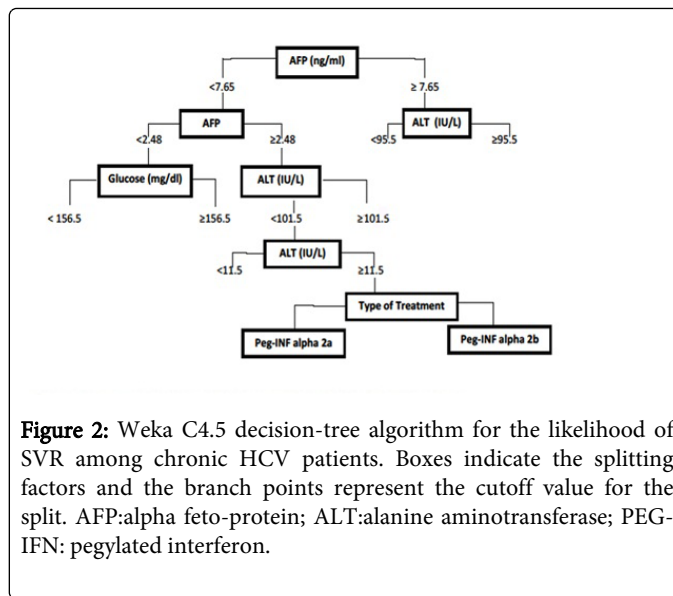 AFP (ng/ml)
<7.65
≥ 7.65
AFP
ALT (IU/L)
<2.48
≥2.48
<95.5
≥95.5
Glucose (mg/dl)
ALT (IU/L)
< 156.5
≥156.5
<101.5
≥101.5
ALT (IU/L)
<11.5
≥11.5
Type of Treatment
Peg-INF alpha 2a
Peg-INF alpha 2b
Figure 2: Weka C4.5 decision-tree algorithm for the likelihood of
SVR among chronic HCV patients. Boxes indicate the splitting
factors and the branch points represent the cutoff value for the
split. AFP:alpha feto-protein; ALT:alanine aminotransferase; PEG-
IFN: pegylated interferon.